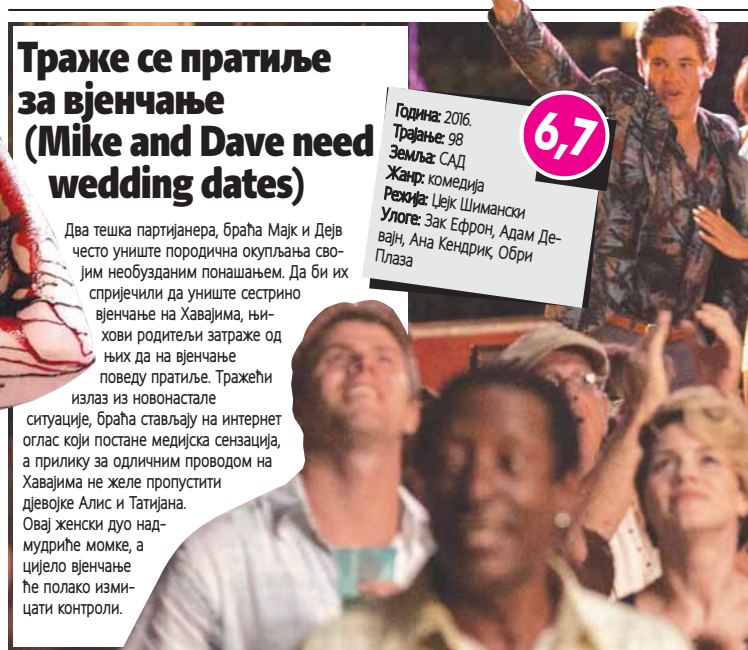 Траже се пратиље
за вјенчање
(Mike and Dave need
wedding dates)
Два тешка партијанера, браћа Мајк и Дејв
често униште породична окупљања сво-
јим необузданим понашањем. Да би их
спријечили да униште сестрино
вјенчање на Хавајима, њи-
хови родитељи затраже од
њих да на вјенчање
поведу пратиље. Тражећи
излаз из новонастале
ситуације, браћа стављају на интернет
оглас који постане медијска сензација,
а прилику за одличним проводом на
Хавајима не желе пропустити
дјевојке Алис и Татијана.
Овај женски дуо над-
мудриће момке, а
цијело вјенчање
ће полако изми-
цати контроли.
Година: 2016.
Трајање: 98
Земља: САД
Жанр: комедија
Режија: Џејк Шимански
Улоге: Зак Ефрон, Адам Де-
вајн, Ана Кендрик, Обри
Плаза
6,7